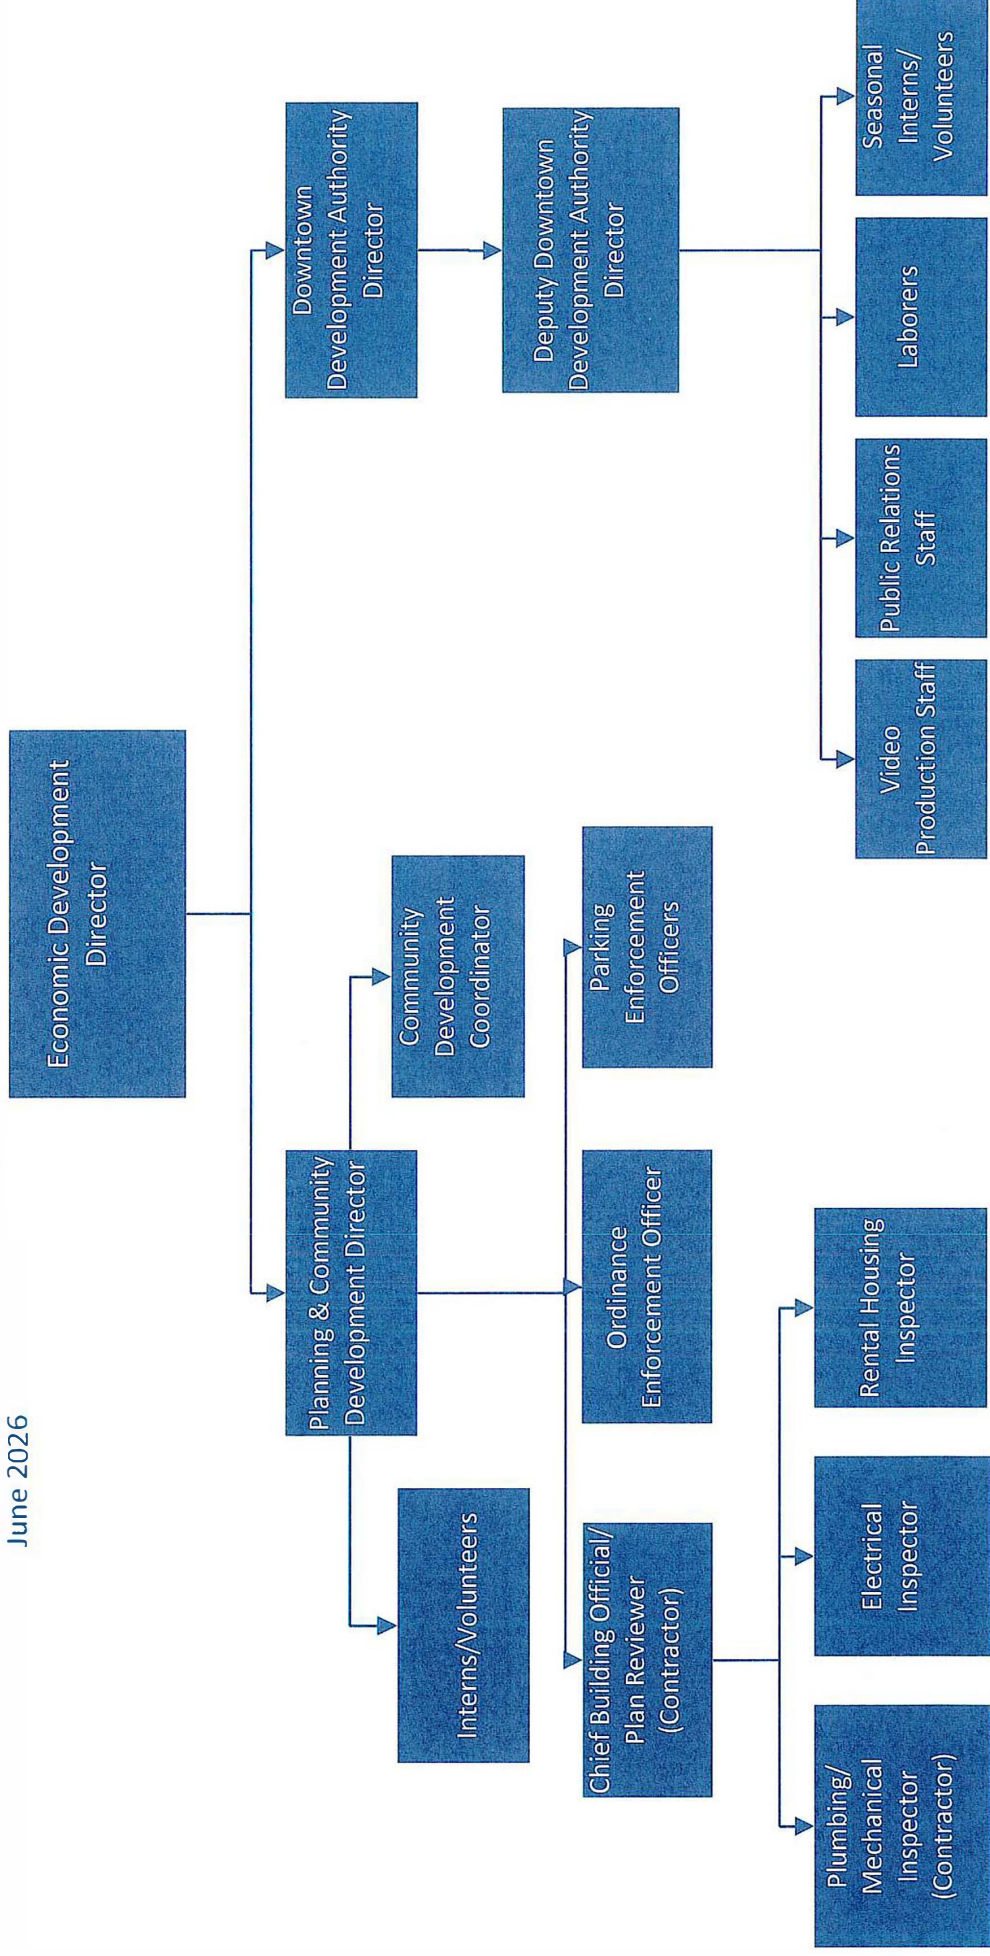 June 2026
Economic Development
Director
Planning & Community
Development Director
Downtown
Development Authority
Director
Interns/Volunteers
Community
Development
Coordinator
Deputy Downtown
Development Authority
Director
Chief Building Official/
Plan Reviewer
(Contractor)
Ordinance
Enforcement Officer
Parking
Enforcement
Officers
Plumbing/
Mechanical
Inspector
(Contractor)
Electrical
Inspector
Rental Housing
Inspector
Video
Production Staff
Public Relations
Staff
Laborers
Seasonal
Interns/
Volunteers